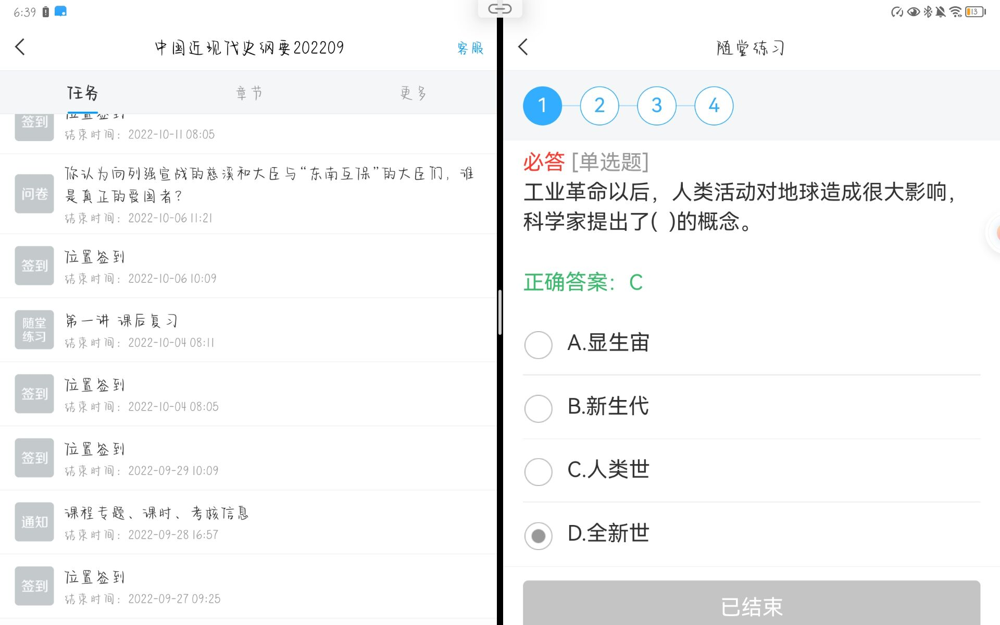 6:39
13
中国近现代史纲要202209
客服
任务
章节
更多
签到
位置签到
结束时间：2022-10-11 08:05
问卷
你认为向列强宣战的慈溪和大臣与“东南互保”的大臣们，谁
是真正的爱国者？
结束时间：2022-10-06 11:21
签到
位置签到
结束时间：2022-10-06 10:09
随堂
练习
第一讲 课后复习
结束时间：2022-10-04 08:11
签到
位置签到
结束时间：2022-10-04 08:05
签到
位置签到
结束时间：2022-09-29 10:09
通知
课程专题、课时、考核信息
结束时间：2022-09-28 16:57
签到
位置签到
结束时间：2022-09-27 09:25
随堂练习
1
2
3
4
必答 [单选题]
工业革命以后，人类活动对地球造成很大影响，
科学家提出了( )的概念。
正确答案：C
A.显生宙
B.新生代
C.人类世
D.全新世
已结束